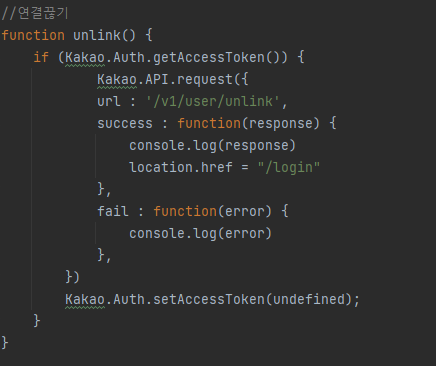 //연결끊기
function unlink() {
    if (Kakao.Auth.getAccessToken()) {
            Kakao.API.request({
            url : '/v1/user/unlink',
            success : function(response) {
                console.log(response)
                location.href = "/login"
            },
            fail : function(error) {
                console.log(error)
            },
        })
        Kakao.Auth.setAccessToken(undefined);
    }
}